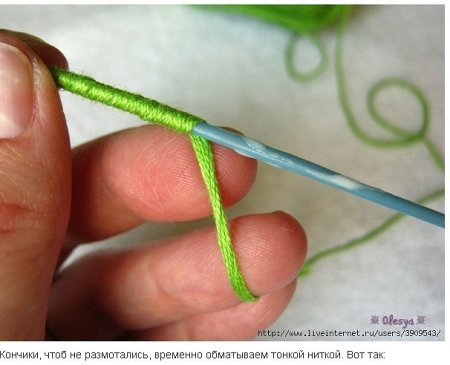 ※ Olesya ※
http://www.liveinternet.ru/users/3909543/
Кончики, чтоб не размотались, временно обматываем тонкой ниткой. Вот так: